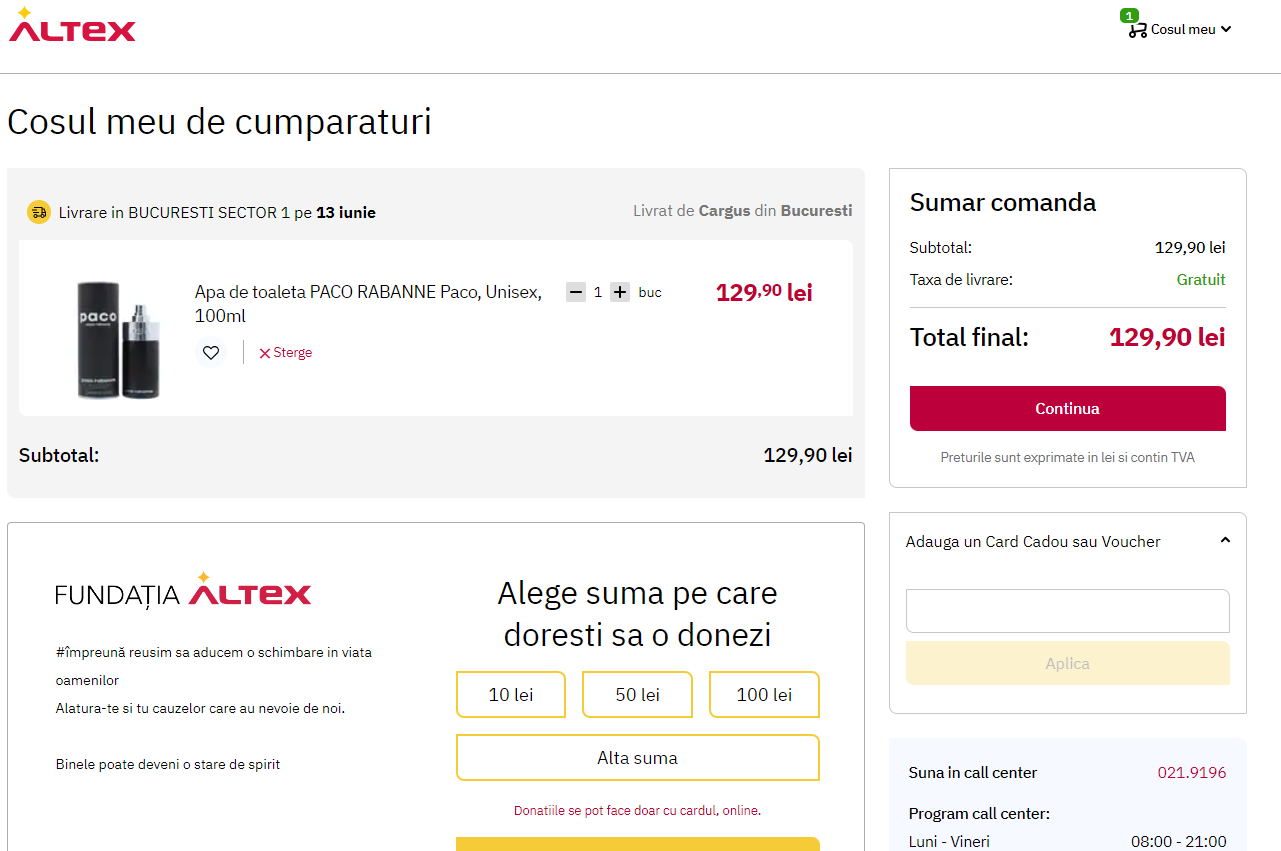 ALTEX
1
Cosul meu
Cosul meu de cumparaturi
Livrare in BUCURESTI SECTOR 1 pe 13 iunie
Livrat de Cargus din Bucuresti
paco
Apa de toaleta PACO RABANNE Paco, Unisex,
100ml
1 buc
129,90 lei
Sterge
Subtotal:
129,90 lei
Sumar comanda
Subtotal:
129,90 lei
Taxa de livrare:
Gratuit
Total final:
129,90 lei
Continua
Preturile sunt exprimate in lei si contin TVA
Adauga un Card Cadou sau Voucher
Aplica
FUNDAȚIA ALTEX
#împreună reusim sa aducem o schimbare in viata
oamenilor
Alatura-te si tu cauzelor care au nevoie de noi.
Binele poate deveni o stare de spirit
Alege suma pe care
doresti sa o donezi
10 lei
50 lei
100 lei
Alta suma
Donatiile se pot face doar cu cardul, online.
Suna in call center
021.9196
Program call center:
Luni - Vineri
08:00 - 21:00